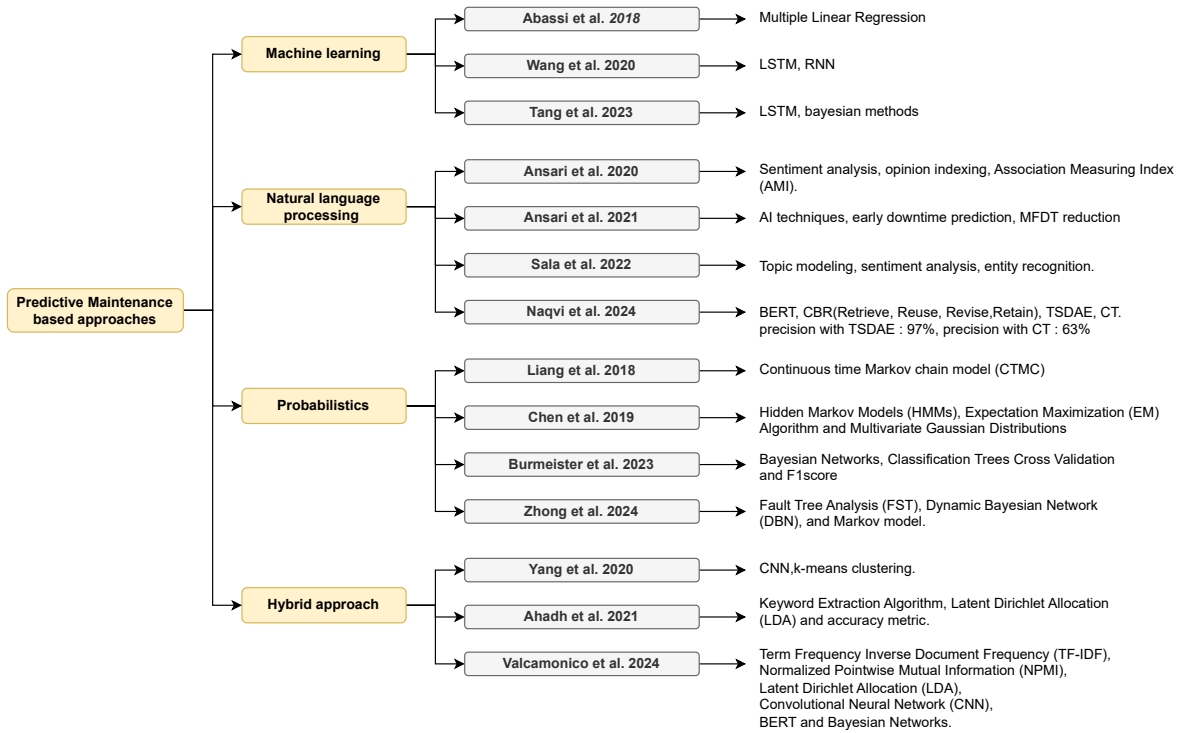 Predictive Maintenance
based approaches
Machine learning
Abassi et al. 2018
Multiple Linear Regression
Wang et al. 2020
LSTM, RNN
Tang et al. 2023
LSTM, bayesian methods
Natural language
processing
Ansari et al. 2020
Sentiment analysis, opinion indexing, Association Measuring Index
(AMI).
Ansari et al. 2021
AI techniques, early downtime prediction, MFDT reduction
Sala et al. 2022
Topic modeling, sentiment analysis, entity recognition.
Naqvi et al. 2024
BERT, CBR(Retrieve, Reuse, Revise,Retain), TSDAE, CT.
precision with TSDAE : 97%, precision with CT : 63%
Probabilistics
Liang et al. 2018
Continuous time Markov chain model (CTMC)
Chen et al. 2019
Hidden Markov Models (HMMs), Expectation Maximization (EM)
Algorithm and Multivariate Gaussian Distributions
Burmeister et al. 2023
Bayesian Networks, Classification Trees Cross Validation
and F1score
Zhong et al. 2024
Fault Tree Analysis (FST), Dynamic Bayesian Network
(DBN), and Markov model.
Hybrid approach
Yang et al. 2020
CNN,k-means clustering.
Ahadh et al. 2021
Keyword Extraction Algorithm, Latent Dirichlet Allocation
(LDA) and accuracy metric.
Valcamonico et al. 2024
Term Frequency Inverse Document Frequency (TF-IDF),
Normalized Pointwise Mutual Information (NPMI),
Latent Dirichlet Allocation (LDA),
Convolutional Neural Network (CNN),
BERT and Bayesian Networks.